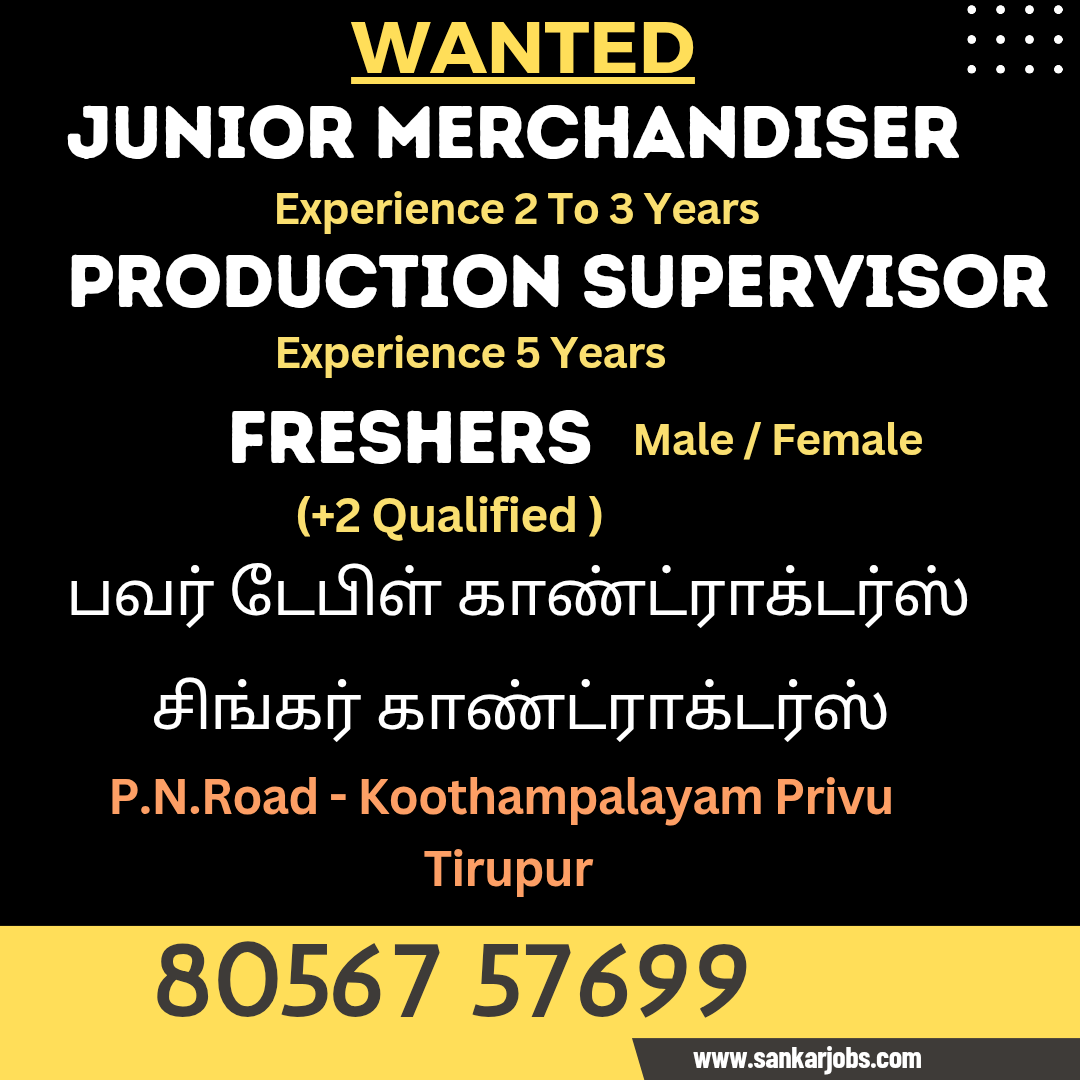 WANTED
JUNIOR MERCHANDISER
Experience 2 To 3 Years
PRODUCTION SUPERVISOR
Experience 5 Years
FRESHERS Male / Female
(+2 Qualified )
பவர் டேபிள் காண்ட்ராக்டர்ஸ்
சிங்கர் காண்ட்ராக்டர்ஸ்
P.N.Road - Koothampalayam Privu
Tirupur
80567 57699
www.sankarjobs.com